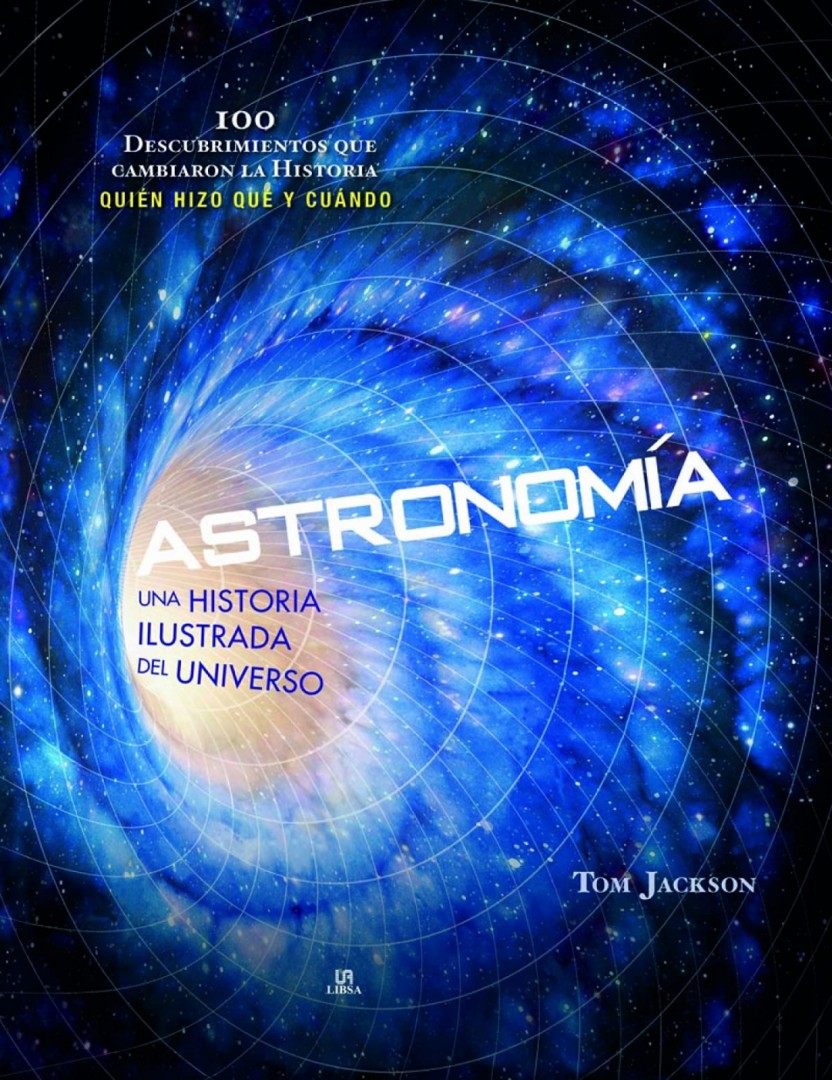 100
DESCUBRIMIENTOS QUE
CAMBIARON LA HISTORIA
QUIÉN HIZO QUÉ Y CUÁNDO
ASTRONOMÍA
UNA HISTORIA
ILUSTRADA
DEL UNIVERSO
TOM JACKSON
LIBSA